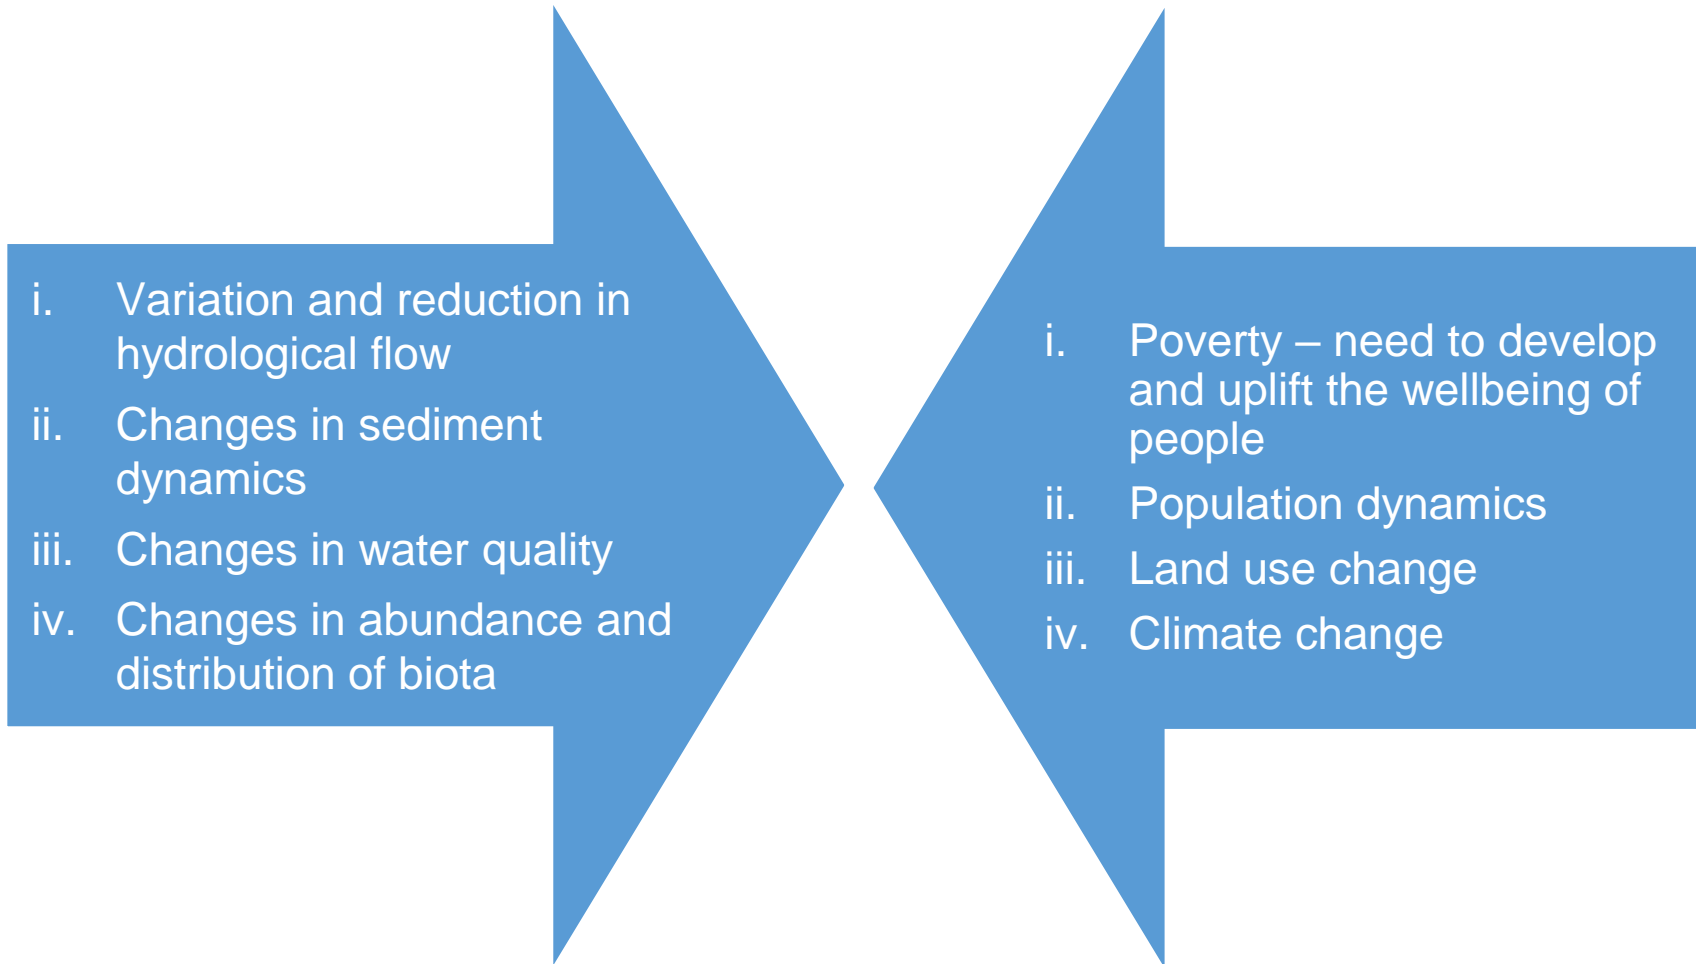 i. Variation and reduction in
hydrological flow
ii. Changes in sediment
dynamics
iii. Changes in water quality
iv. Changes in abundance and
distribution of biota
i. Poverty – need to develop
and uplift the wellbeing of
people
ii. Population dynamics
iii. Land use change
iv. Climate change